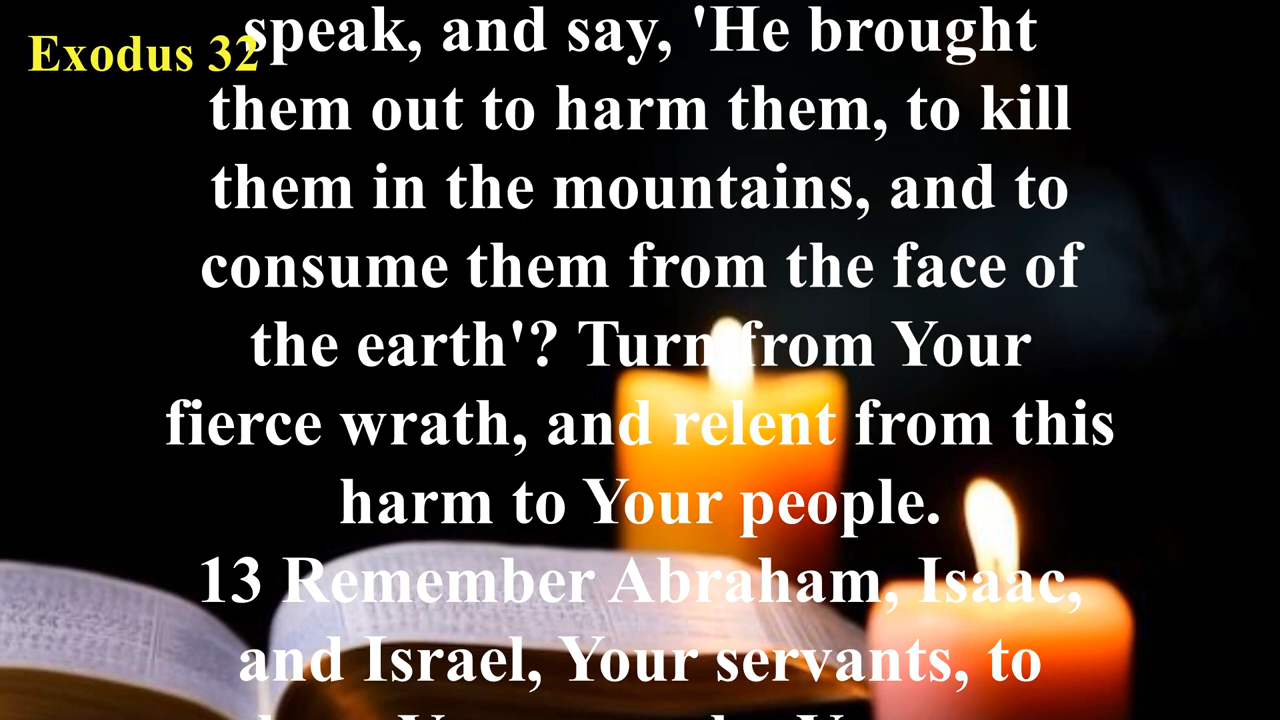 Exodus 32
speak, and say, 'He brought
them out to harm them, to kill
them in the mountains, and to
consume them from the face of
the earth'? Turn from Your
fierce wrath, and relent from this
harm to Your people.
13 Remember Abraham, Isaac,
and Israel, Your servants, to